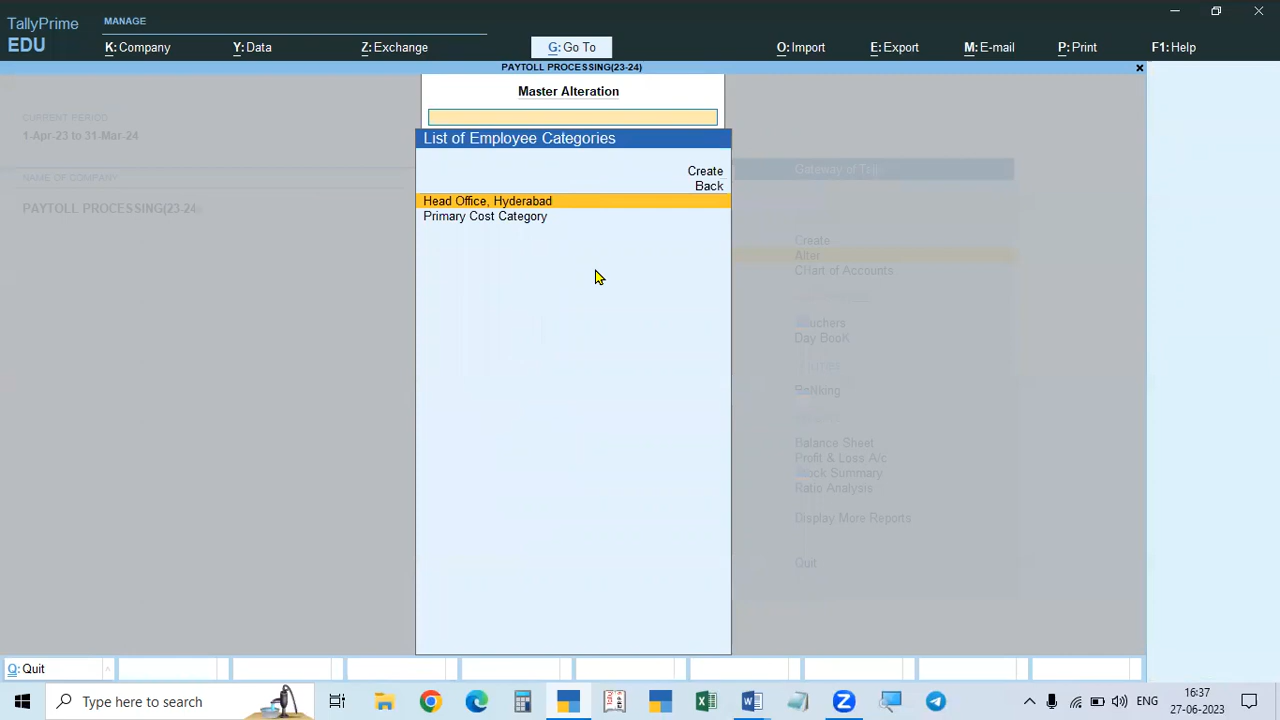 TallyPrime
EDU
MANAGE
K:Company
Y:Data
Z:Exchange
G: Go To
O:Import
E:Export
M:E-mail
P:Print
F1:Help
PAYTOLL PROCESSING(23-24)
Master Alteration
List of Employee Categories
Create
Back
Head Office, Hyderabad
Primary Cost Category
CURRENT PERIOD
1-Apr-23 to 31-Mar-24
NAME OF COMPANY
PAYTOLL PROCESSING(23-24
Gateway of
Create
Alter
CHart of Accounts
Day BooK
BaNking
Balance Sheet
Profit & Loss A/c
Ratio Analysis
Display More Reports
Quit
Q: Quit
Type here to search
ENG
16:37
27-06-2023